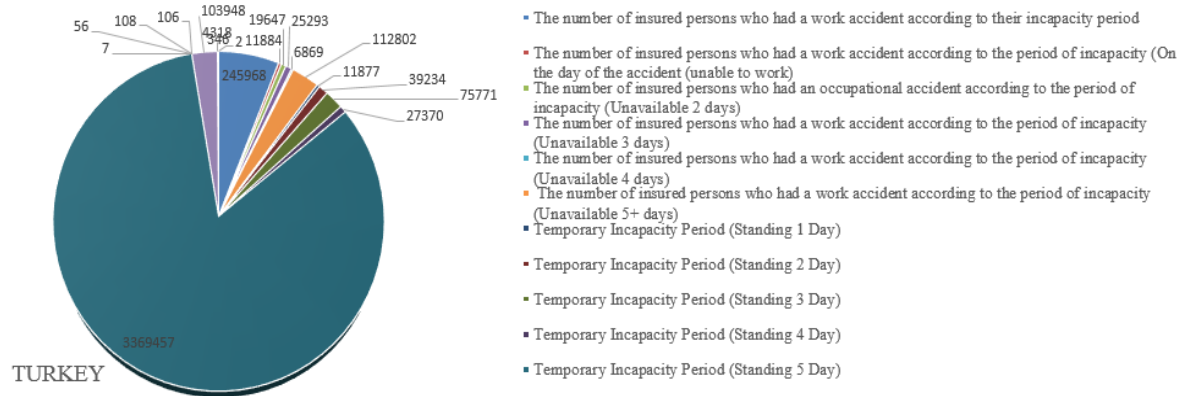 56
108
106
103948
4318
346
2
11884
19647
25293
7
6869
112802
245968
11877
39234
75771
27370
3369457
TURKEY
The number of insured persons who had a work accident according to their incapacity period
The number of insured persons who had a work accident according to the period of incapacity (On
the day of the accident (unable to work)
The number of insured persons who had an occupational accident according to the period of
incapacity (Unavailable 2 days)
The number of insured persons who had a work accident according to the period of incapacity
(Unavailable 3 days)
The number of insured persons who had a work accident according to the period of incapacity
(Unavailable 4 days)
The number of insured persons who had a work accident according to the period of incapacity
(Unavailable 5+ days)
Temporary Incapacity Period (Standing 1 Day)
Temporary Incapacity Period (Standing 2 Day)
Temporary Incapacity Period (Standing 3 Day)
Temporary Incapacity Period (Standing 4 Day)
Temporary Incapacity Period (Standing 5 Day)